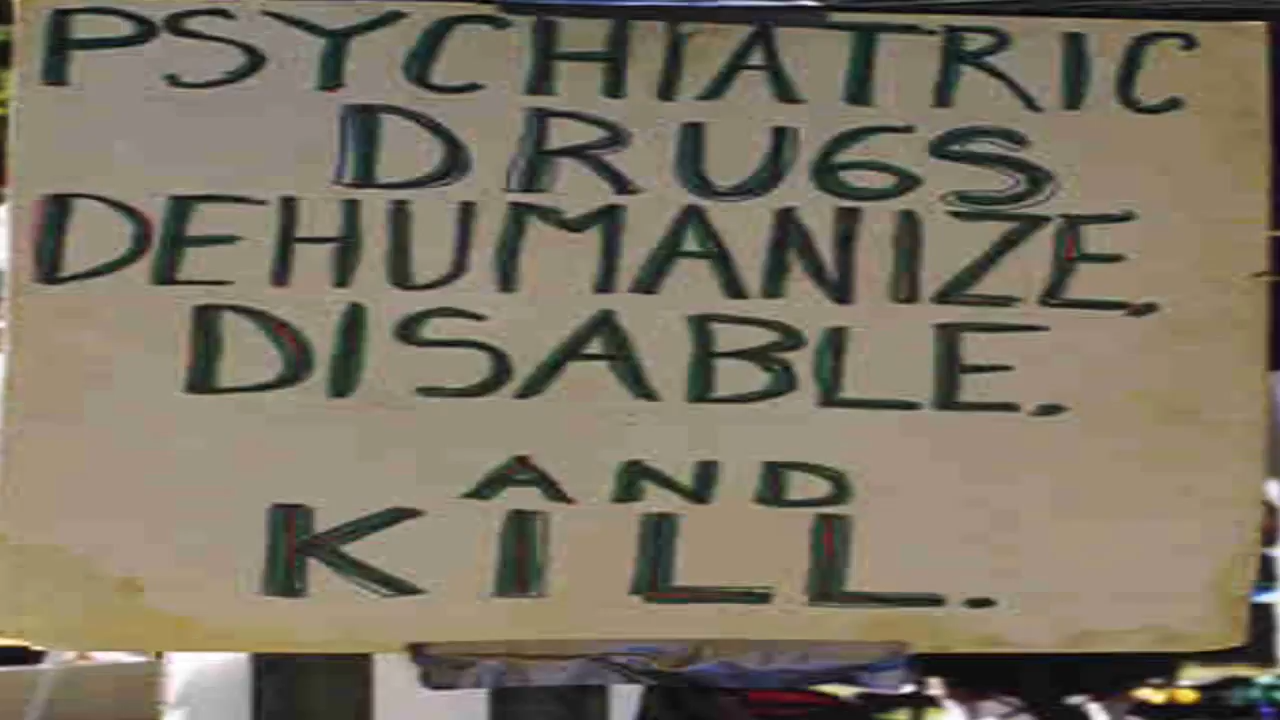 PSYCHIATRIC
DRUGS
DEHUMANIZE.
DISABLE.
AND
KILL.